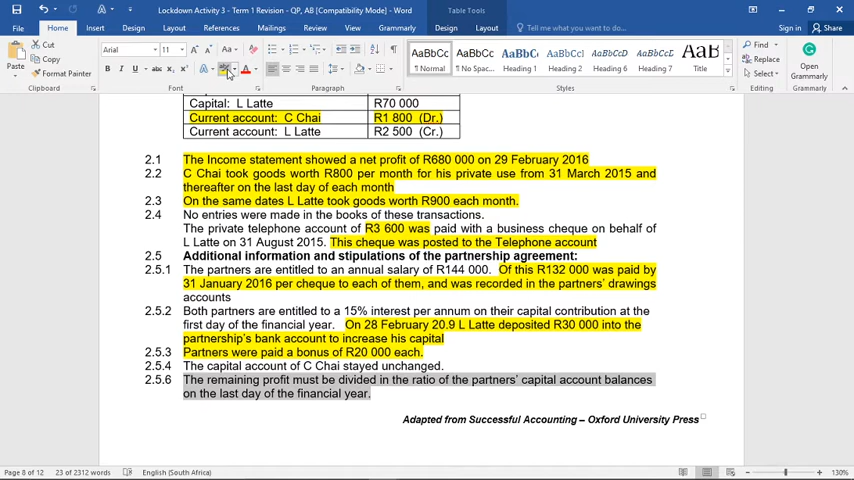 Lockdown Activity 3 - Term 1 Revision - QP, AB [Compatibility Mode] - Word
Table Tools
File Home Insert Draw Design Layout References Mailings Review View Grammarly Design Layout Tell me what you want to do... Sign in Share
Paste
Cut
Copy
Format Painter
Clipboard
Arial 11
Font
Paragraph
AaBbCc AaBbCc AaBbCc AaBbCc AaBbCcD AaBbCcD AaB
¶ Normal ¶ No Spac... Heading 1 Heading 2 Heading 6 Heading 7 Title
Styles
Find
Replace
Select
Editing
Open
Grammarly
Grammarly
Capital: L Latte R70 000
Current account: C Chai R1 800 (Dr.)
Current account: L Latte R2 500 (Cr.)
2.1 The Income statement showed a net profit of R680 000 on 29 February 2016
2.2 C Chai took goods worth R800 per month for his private use from 31 March 2015 and
thereafter on the last day of each month
2.3 On the same dates L Latte took goods worth R900 each month.
2.4 No entries were made in the books of these transactions.
The private telephone account of R3 600 was paid with a business cheque on behalf of
L Latte on 31 August 2015. This cheque was posted to the Telephone account
2.5 Additional information and stipulations of the partnership agreement:
2.5.1 The partners are entitled to an annual salary of R144 000. Of this R132 000 was paid by
31 January 2016 per cheque to each of them, and was recorded in the partners' drawings
accounts
2.5.2 Both partners are entitled to a 15% interest per annum on their capital contribution at the
first day of the financial year. On 28 February 20.9 L Latte deposited R30 000 into the
partnership's bank account to increase his capital
2.5.3 Partners were paid a bonus of R20 000 each.
2.5.4 The capital account of C Chai stayed unchanged.
2.5.6 The remaining profit must be divided in the ratio of the partners' capital account balances
on the last day of the financial year.
Adapted from Successful Accounting – Oxford University Press
Page 8 of 12 23 of 2312 words English (South Africa) 130%